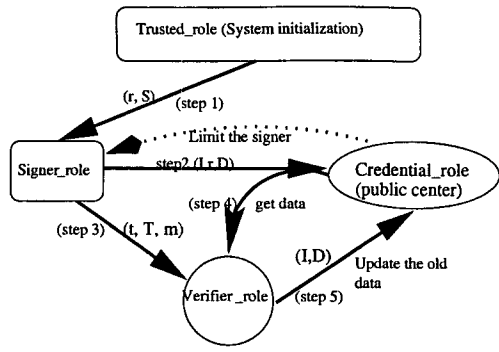 Trusted_role (System initialization)
(r, S)
(step 1)
Limit the signer
Signer_role
step2 (I,r,D)
Credential_role
(public center)
(step 4)
get data
(step 3)
(t, T, m)
Verifier_role
(I,D)
(step 5)
Update the old
data